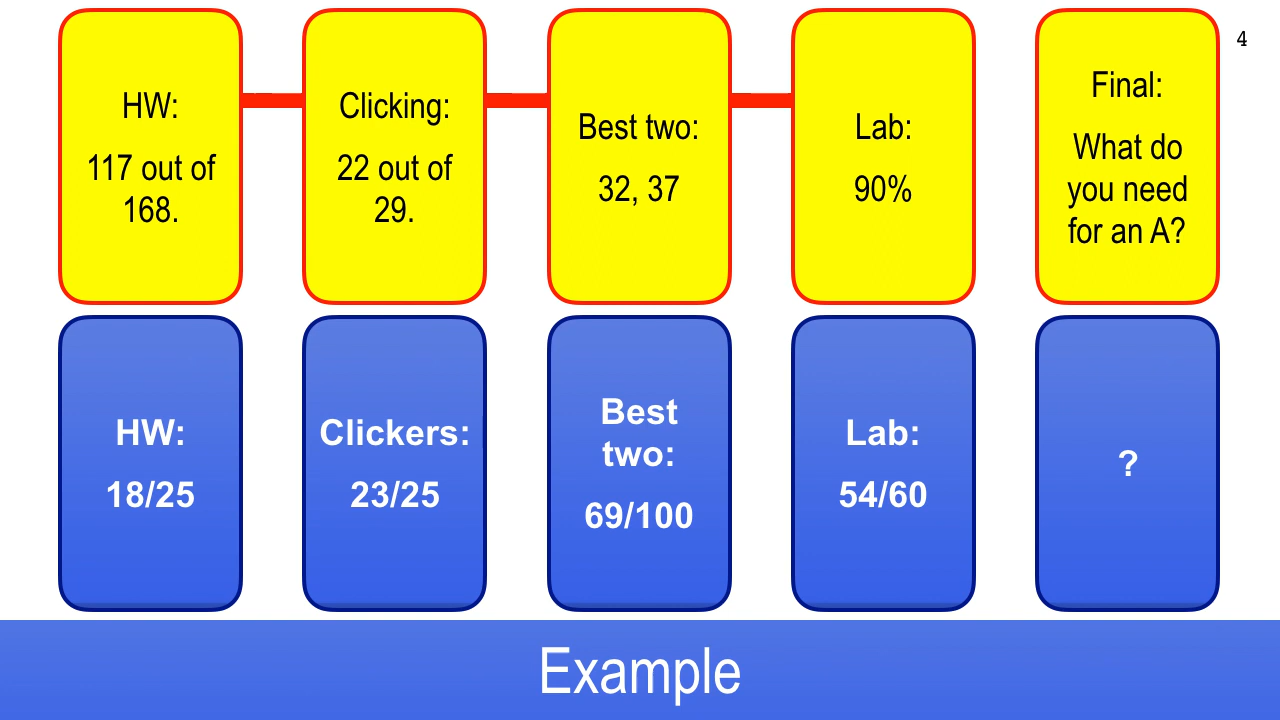 4
HW:
117 out of
168.
Clicking:
22 out of
29.
Best two:
32, 37
Lab:
90%
Final:
What do
you need
for an A?
HW:
18/25
Clickers:
23/25
Best
two:
69/100
Lab:
54/60
?
Example